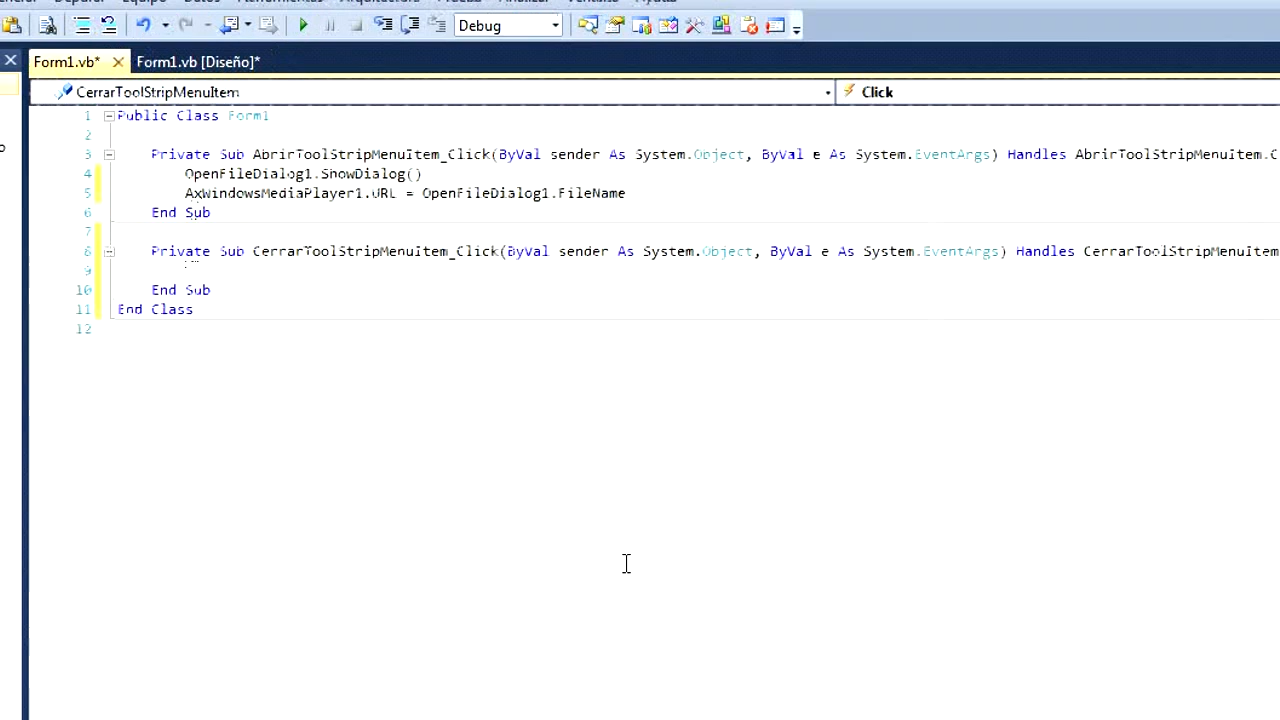 Debug
Form1.vb* Form1.vb [Diseño]*
CerrarToolStripMenuItem Click
1 Public Class Form1
2
3 Private Sub AbrirToolStripMenuItem_Click(ByVal sender As System.Object, ByVal e As System.EventArgs) Handles AbrirToolStripMenuItem.C
4 OpenFileDialog1.ShowDialog()
5 AxWindowsMediaPlayer1.URL = OpenFileDialog1.FileName
6 End Sub
7
8 Private Sub CerrarToolStripMenuItem_Click(ByVal sender As System.Object, ByVal e As System.EventArgs) Handles CerrarToolStripMenuItem
9
10 End Sub
11 End Class
12